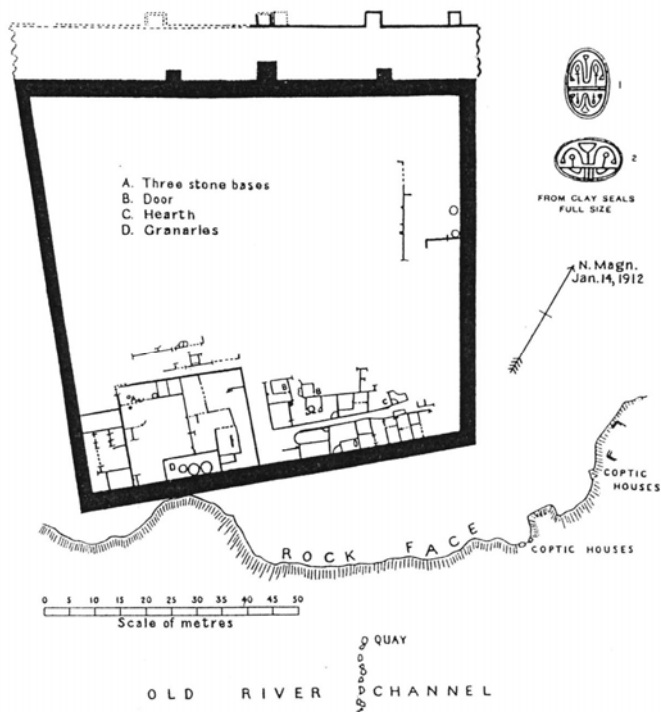 A. Three stone bases
B. Door
C. Hearth
D. Granaries
1
2
FROM CLAY SEALS
FULL SIZE
N. Magn.
Jan. 14, 1912
B
B
C
D
D
COPTIC
HOUSES
COPTIC HOUSES
ROCK FACE
0 5 10 15 20 25 30 35 40 45 50
Scale of metres
QUAY
OLD RIVER CHANNEL